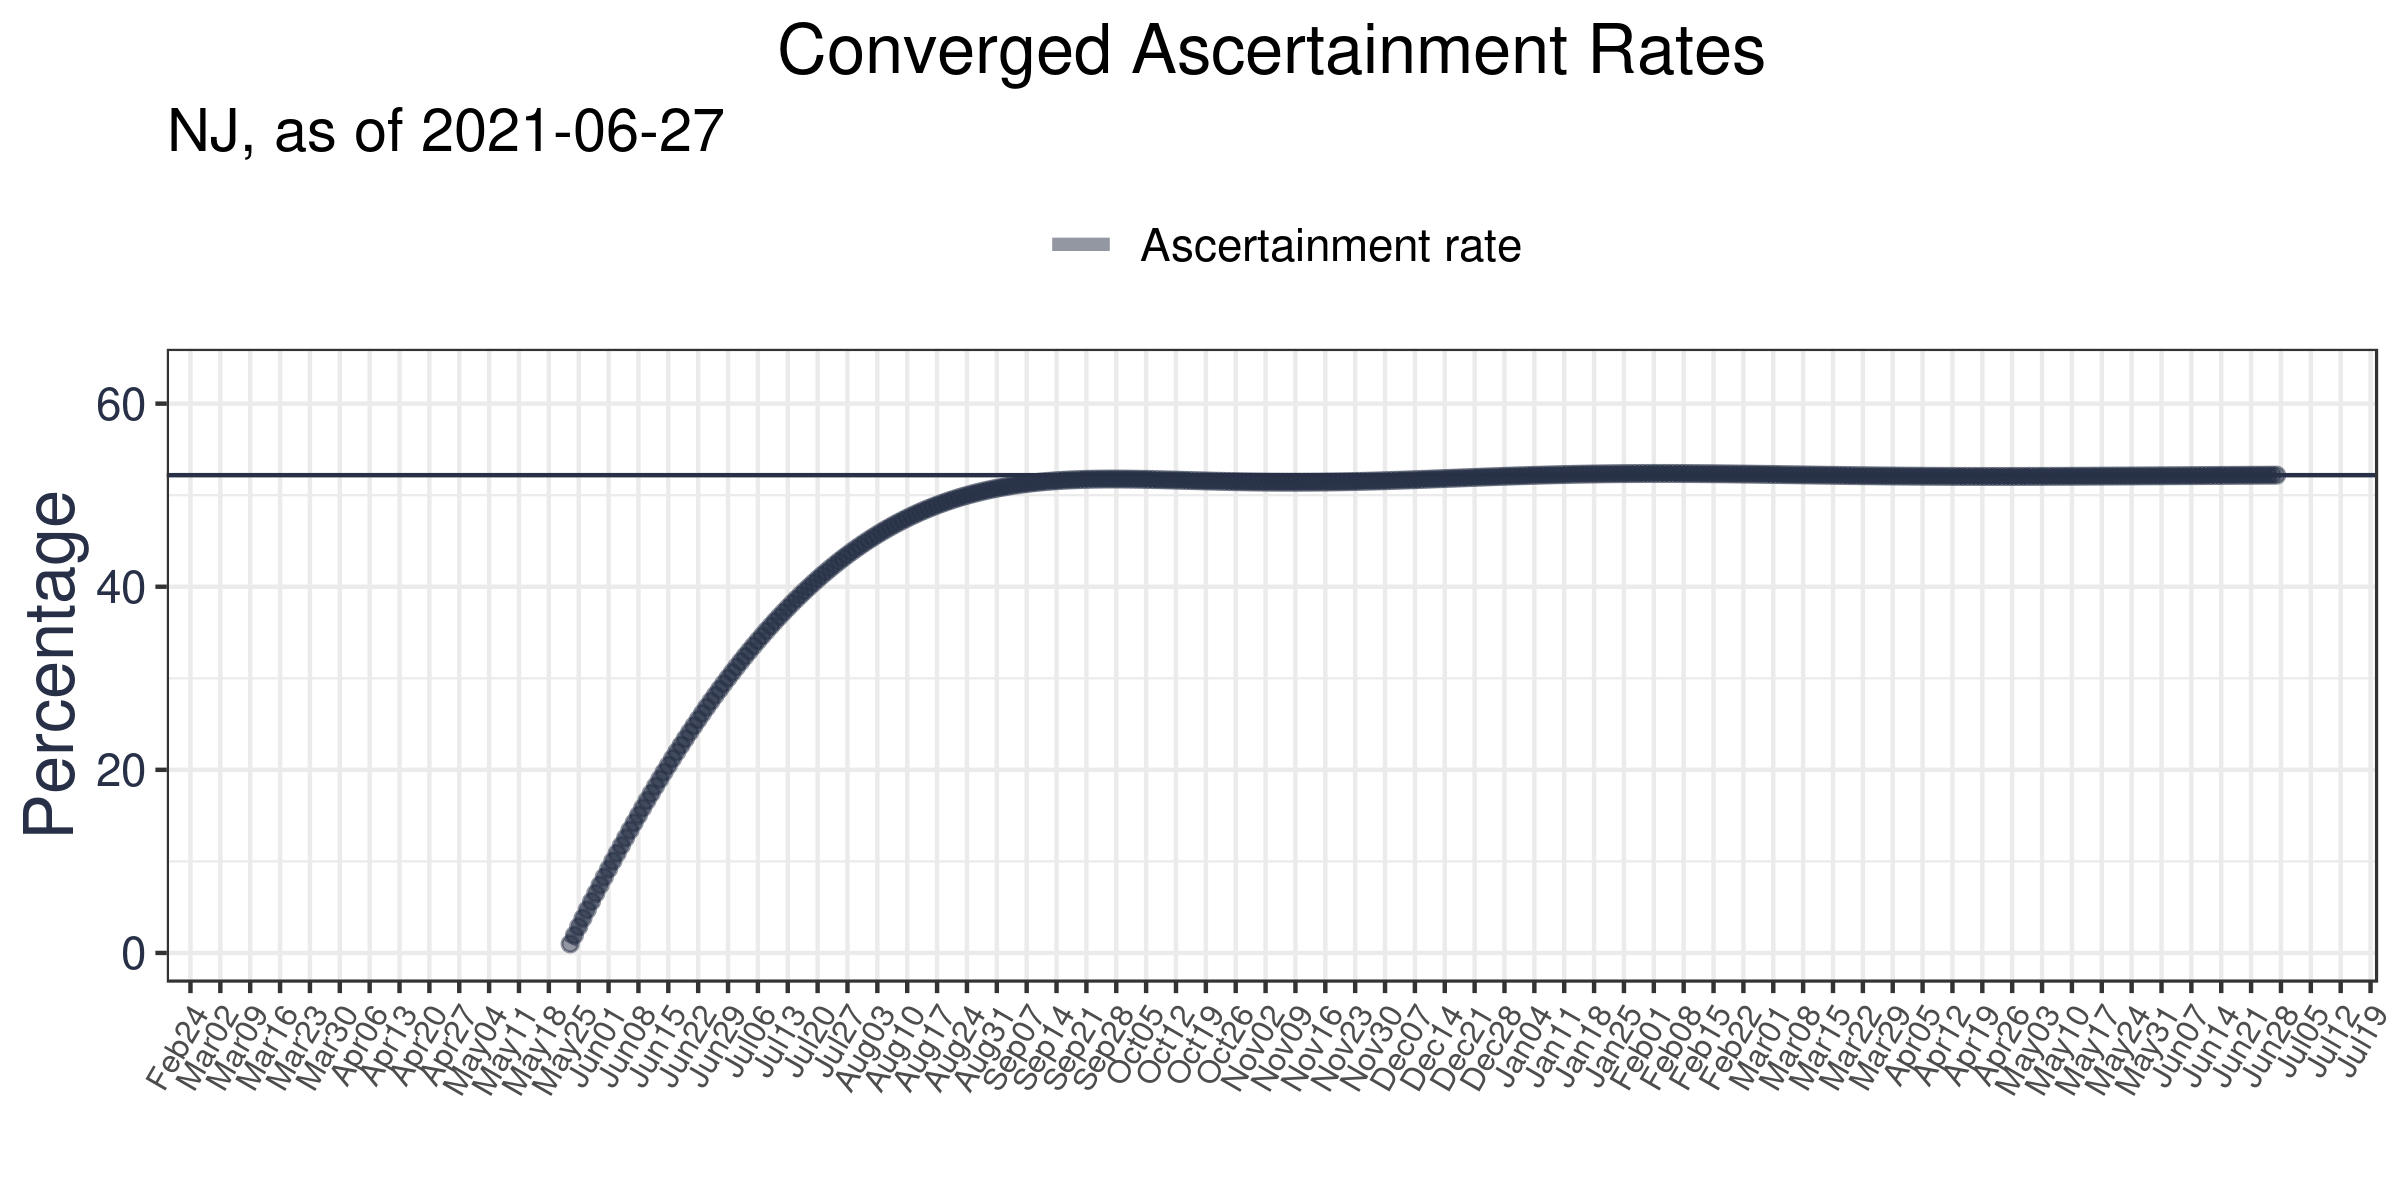 Converged Ascertainment Rates
NJ, as of 2021-06-27
Ascertainment rate
Percentage
60
40
20
0
Feb24
Mar02
Mar09
Mar16
Mar23
Mar30
Apr06
Apr13
Apr20
Apr27
May04
May11
May18
May25
Jun01
Jun08
Jun15
Jun22
Jun29
Jul06
Jul13
Jul20
Jul27
Aug03
Aug10
Aug17
Aug24
Aug31
Sep07
Sep14
Sep21
Sep28
Oct05
Oct12
Oct19
Oct26
Nov02
Nov09
Nov16
Nov23
Nov30
Dec07
Dec14
Dec21
Dec28
Jan04
Jan11
Jan18
Jan25
Feb01
Feb08
Feb15
Feb22
Mar01
Mar08
Mar15
Mar22
Mar29
Apr05
Apr12
Apr19
Apr26
May03
May10
May17
May24
May31
Jun07
Jun14
Jun21
Jun28
Jul05
Jul12
Jul19